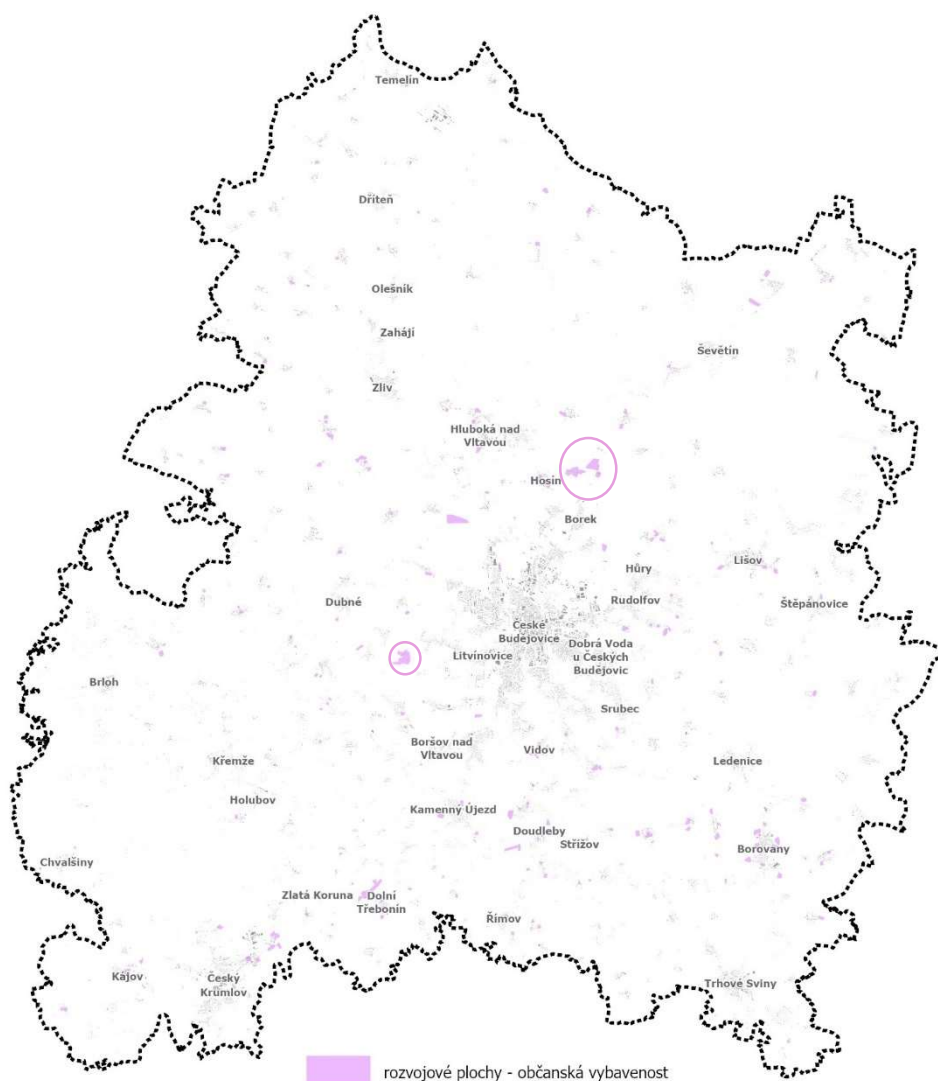 Temelín
Dříteň
Olešník
Zahájí
Ševětín
Zliv
Hluboká nad
Vltavou
Hosín
Borek
Lišov
Hůry
Dubné
Rudolfov
Štěpánovice
České
Budějovice
Dobrá Voda
u Českých
Budějovic
Litvínovice
Brloh
Srubec
Boršov nad
Vltavou
Vidov
Křemže
Ledenice
Holubov
Kamenný Újezd
Doudleby
Střížov
Borovany
Chvalšiny
Zlatá Koruna
Dolní
Třebonín
Římov
Kájov
Český
Krumlov
Trhové Sviny
rozvojové plochy - občanská vybavenost